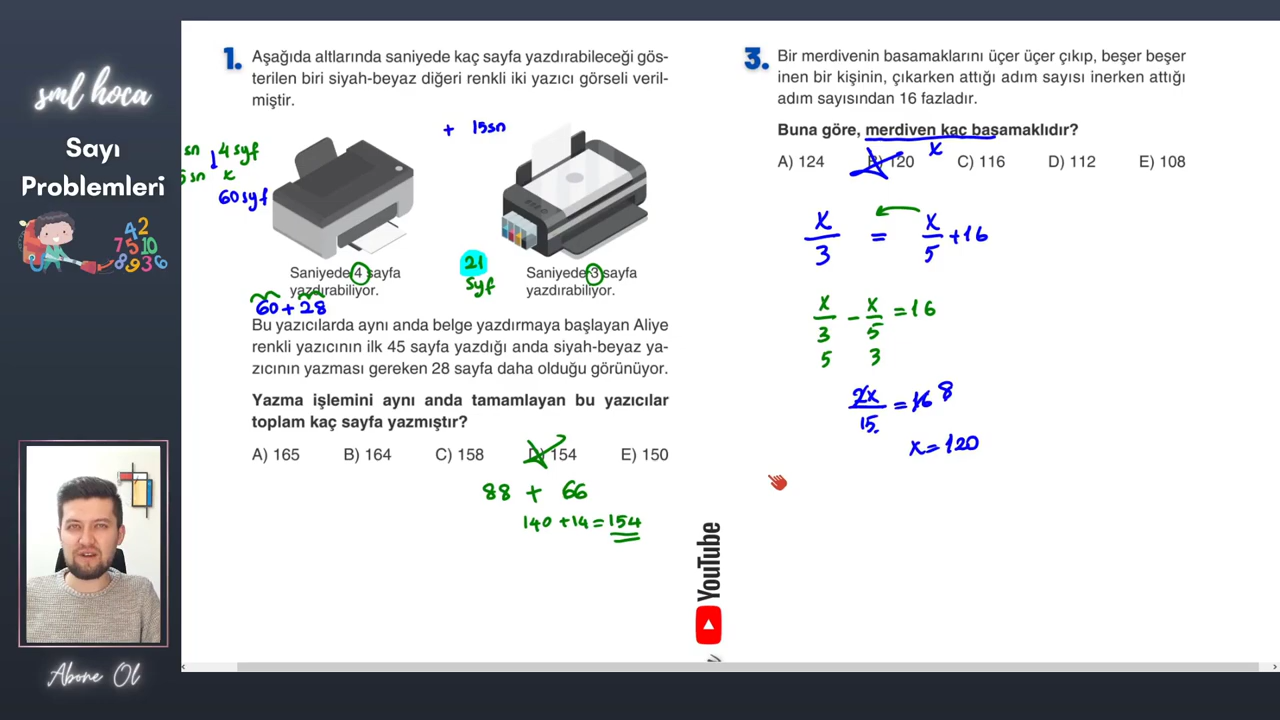 sml hoca
Sayı
Problemleri
Abone Ol
1.
Aşağıda altlarında saniyede kaç sayfa yazdırabileceği gös-
terilen biri siyah-beyaz diğeri renkli iki yazıcı görseli veril-
miştir.
+ 15sn
sn 4 syf
5sn x
60 syf
21
syf
Saniyede 4 sayfa
yazdırabiliyor.
Saniyede 3 sayfa
yazdırabiliyor.
60 + 28
Bu yazıcılarda aynı anda belge yazdırmaya başlayan Aliye
renkli yazıcının ilk 45 sayfa yazdığı anda siyah-beyaz ya-
zıcının yazması gereken 28 sayfa daha olduğu görünüyor.
Yazma işlemini aynı anda tamamlayan bu yazıcılar
toplam kaç sayfa yazmıştır?
A) 165 B) 164 C) 158 D) 154 E) 150
88 + 66
140 + 14 = 154
YouTube
3.
Bir merdivenin basamaklarını üçer üçer çıkıp, beşer beşer
inen bir kişinin, çıkarken attığı adım sayısı inerken attığı
adım sayısından 16 fazladır.
Buna göre, merdiven kaç basamaklıdır?
x
A) 124 B) 120 C) 116 D) 112 E) 108
x/3 = x/5 + 16
x/3 - x/5 = 16
5 3
2x/15 = 16 8
x = 120